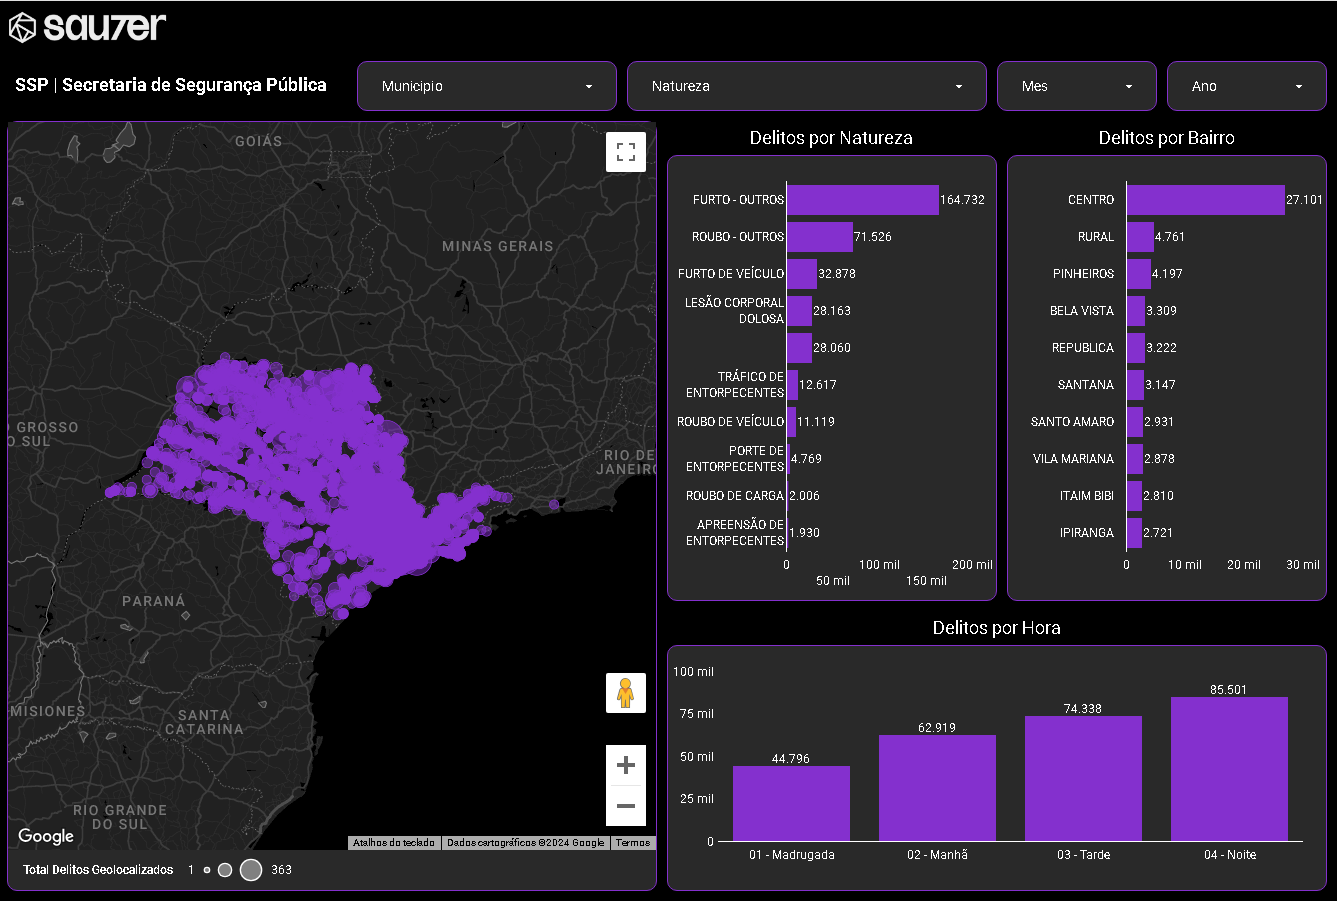 sau7er
SSP | Secretaria de Segurança Pública
Municipio
Natureza
Mes
Ano
GOIÁS
MINAS GERAIS
GROSSO
O SUL
RIO DE
JANEIRO
PARANÁ
MISIONES
SANTA
CATARINA
RIO GRANDE
DO SUL
Google
Atalhos do teclado
Dados cartográficos ©2024 Google
Termos
Total Delitos Geolocalizados
1
363
Delitos por Natureza
FURTO - OUTROS
164.732
ROUBO - OUTROS
71.526
FURTO DE VEÍCULO
32.878
LESÃO CORPORAL
DOLOSA
28.163
28.060
TRÁFICO DE
ENTORPECENTES
12.617
ROUBO DE VEÍCULO
11.119
PORTE DE
ENTORPECENTES
4.769
ROUBO DE CARGA
2.006
APREENSÃO DE
ENTORPECENTES
1.930
0
50 mil
100 mil
150 mil
200 mil
Delitos por Bairro
CENTRO
27.101
RURAL
4.761
PINHEIROS
4.197
BELA VISTA
3.309
REPUBLICA
3.222
SANTANA
3.147
SANTO AMARO
2.931
VILA MARIANA
2.878
ITAIM BIBI
2.810
IPIRANGA
2.721
0
10 mil
20 mil
30 mil
Delitos por Hora
100 mil
75 mil
50 mil
25 mil
0
44.796
62.919
74.338
85.501
01 - Madrugada
02 - Manhã
03 - Tarde
04 - Noite